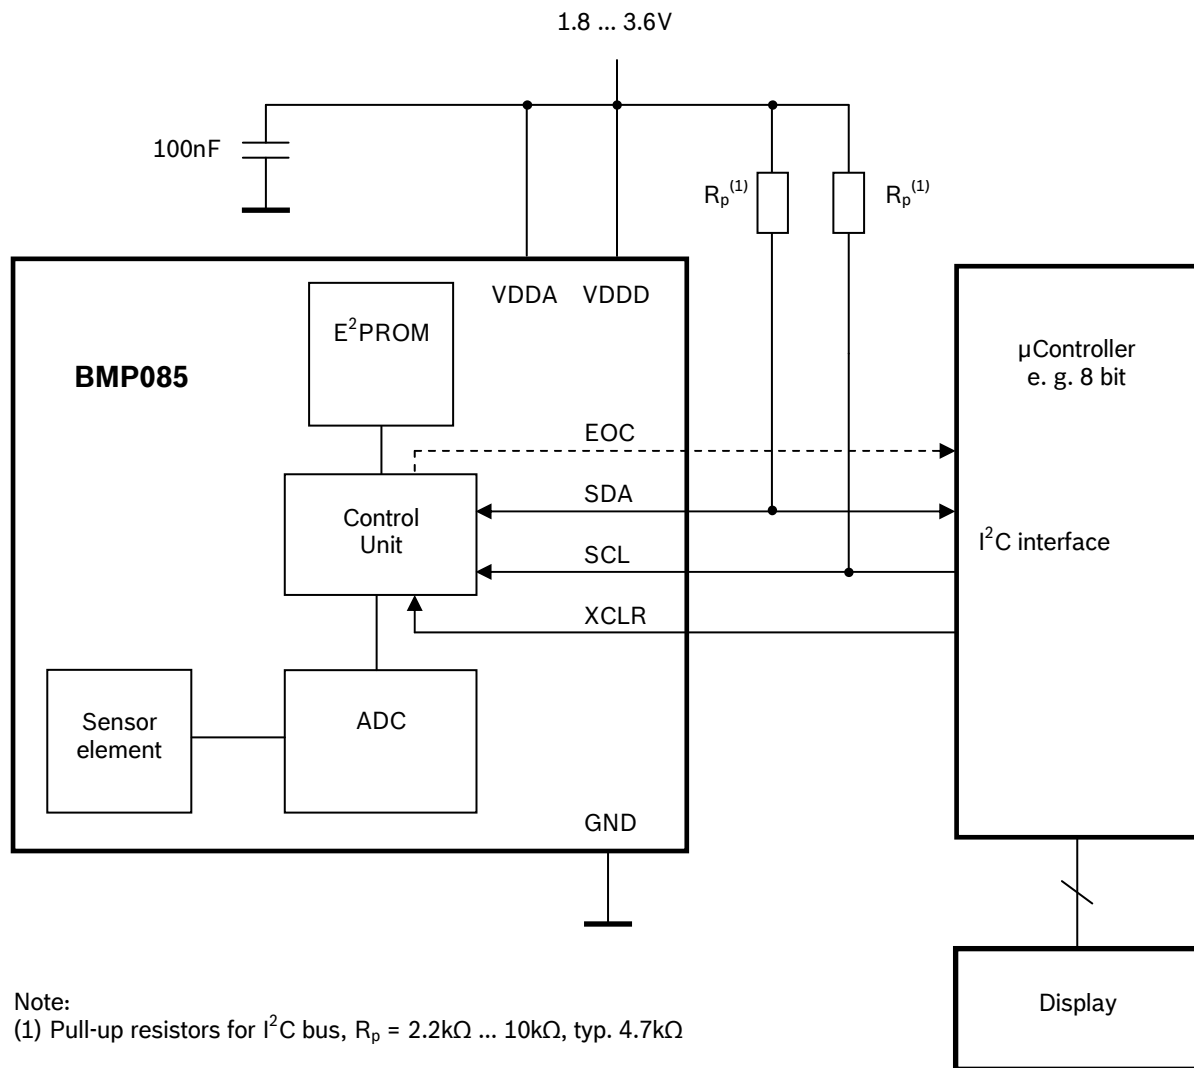 1.8 ... 3.6V
100nF
Rp(1)
Rp(1)
VDDA
VDDD
E²PROM
BMP085
µController
e. g. 8 bit
EOC
SDA
Control
Unit
I²C interface
SCL
XCLR
Sensor
element
ADC
GND
Note:
(1) Pull-up resistors for I²C bus, Rp = 2.2kΩ ... 10kΩ, typ. 4.7kΩ
Display